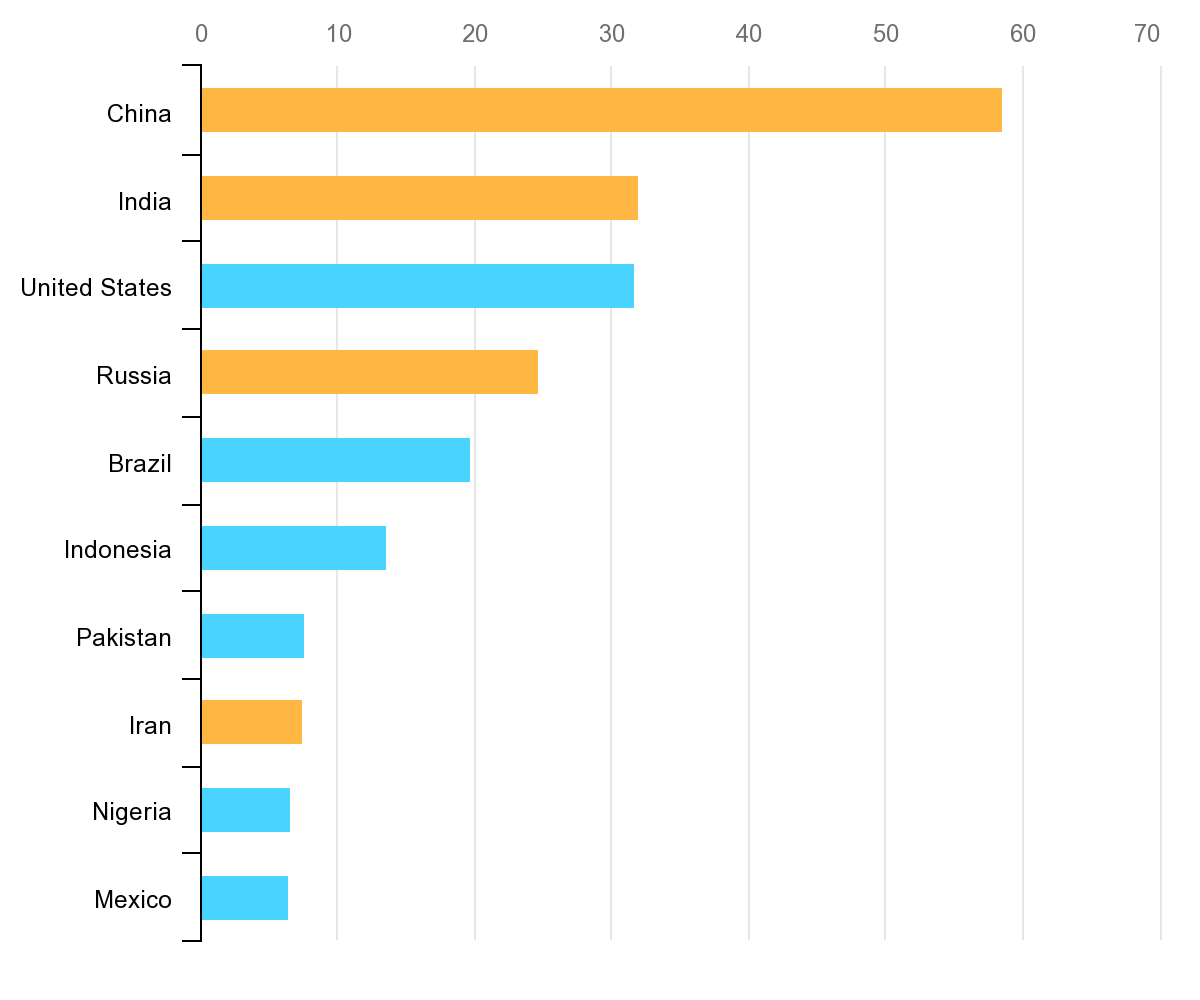 0 10 20 30 40 50 60 70
China
India
United States
Russia
Brazil
Indonesia
Pakistan
Iran
Nigeria
Mexico